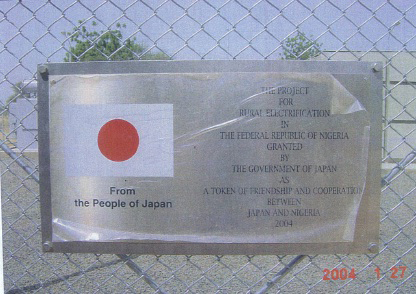 From
the People of Japan
THE PROJECT
FOR
RURAL ELECTRIFICATION
IN
THE FEDERAL REPUBLIC OF NIGERIA
GRANTED
BY
THE GOVERNMENT OF JAPAN
AS
A TOKEN OF FRIENDSHIP AND COOPERATION
BETWEEN
JAPAN AND NIGERIA
2004
2004 1 27